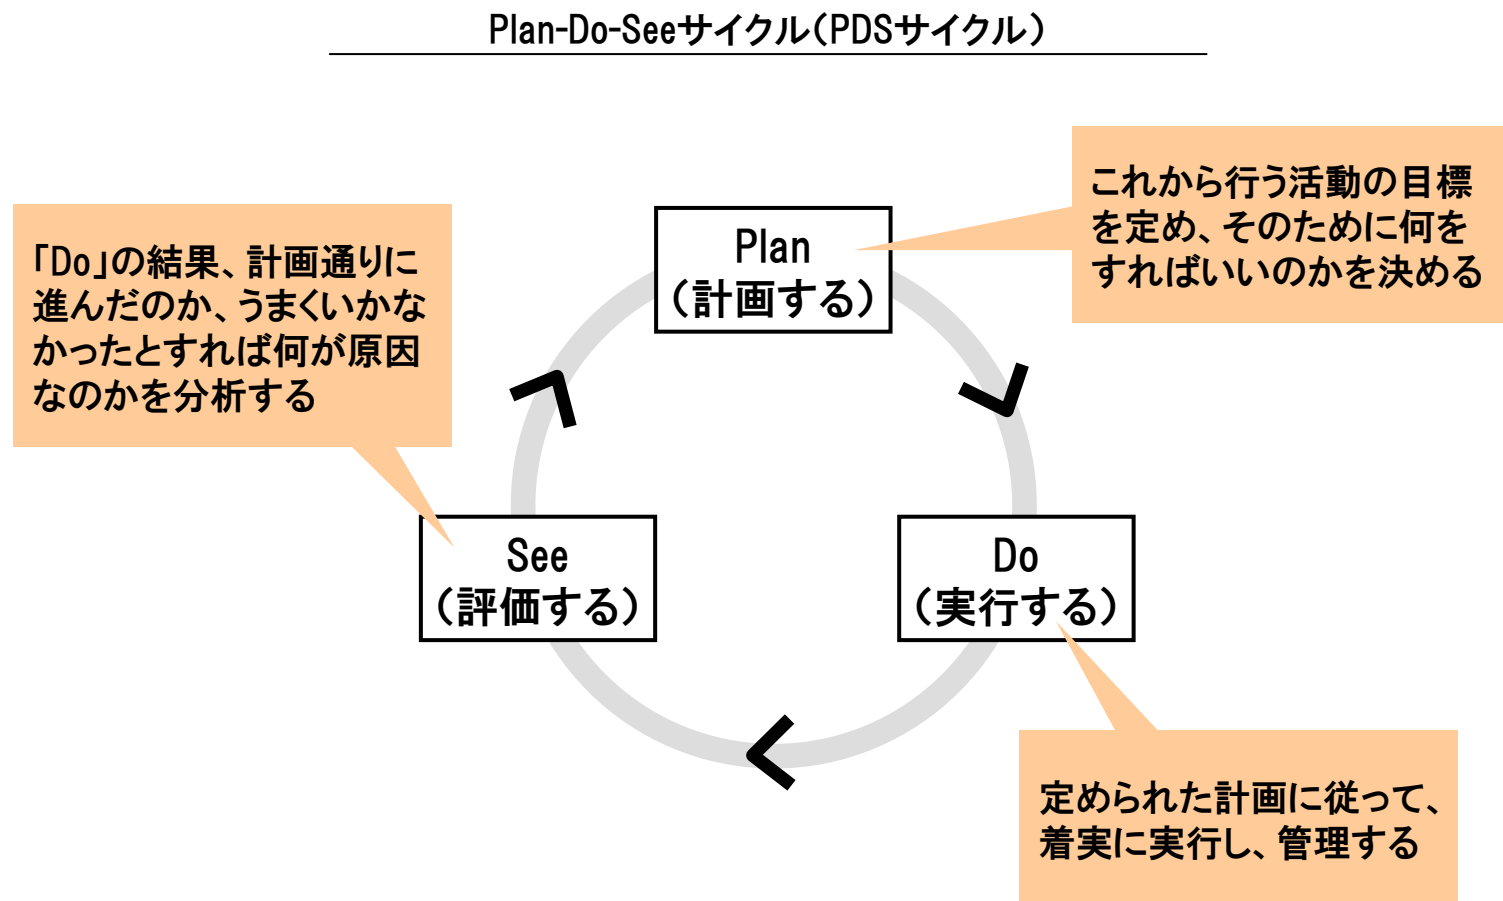 Plan-Do-Seeサイクル(PDSサイクル)
これから行う活動の目標
を定め、そのために何を
すればいいのかを決める
「Do」の結果、計画通りに
進んだのか、うまくいかな
かったとすれば何が原因
なのかを分析する
Plan
(計画する)
See
(評価する)
Do
(実行する)
定められた計画に従って、
着実に実行し、管理する